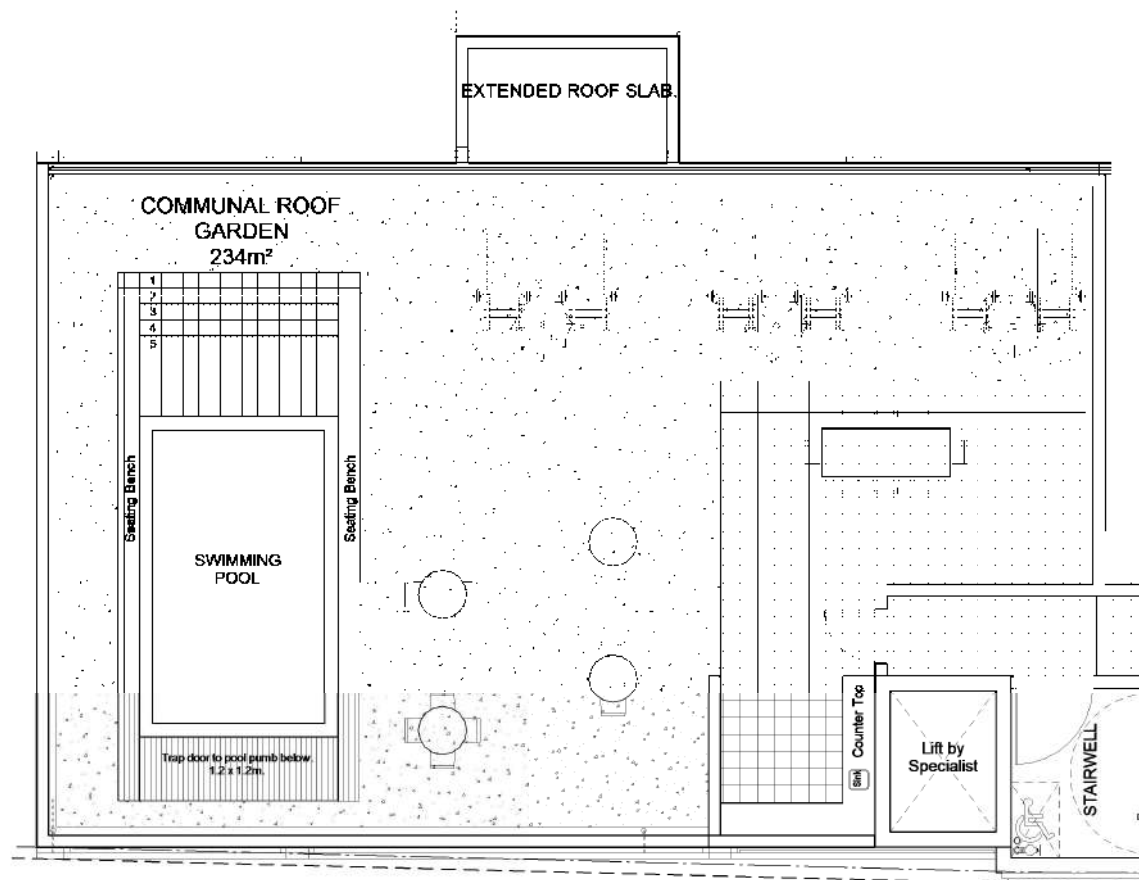 EXTENDED ROOF SLAB.
COMMUNAL ROOF
GARDEN
234m²
1
2
3
4
5
Seating Bench
Seating Bench
SWIMMING
POOL
Trap door to pool pumb below.
1.2 x 1.2m.
Sink
Counter Top
Lift by
Specialist
STAIRWELL